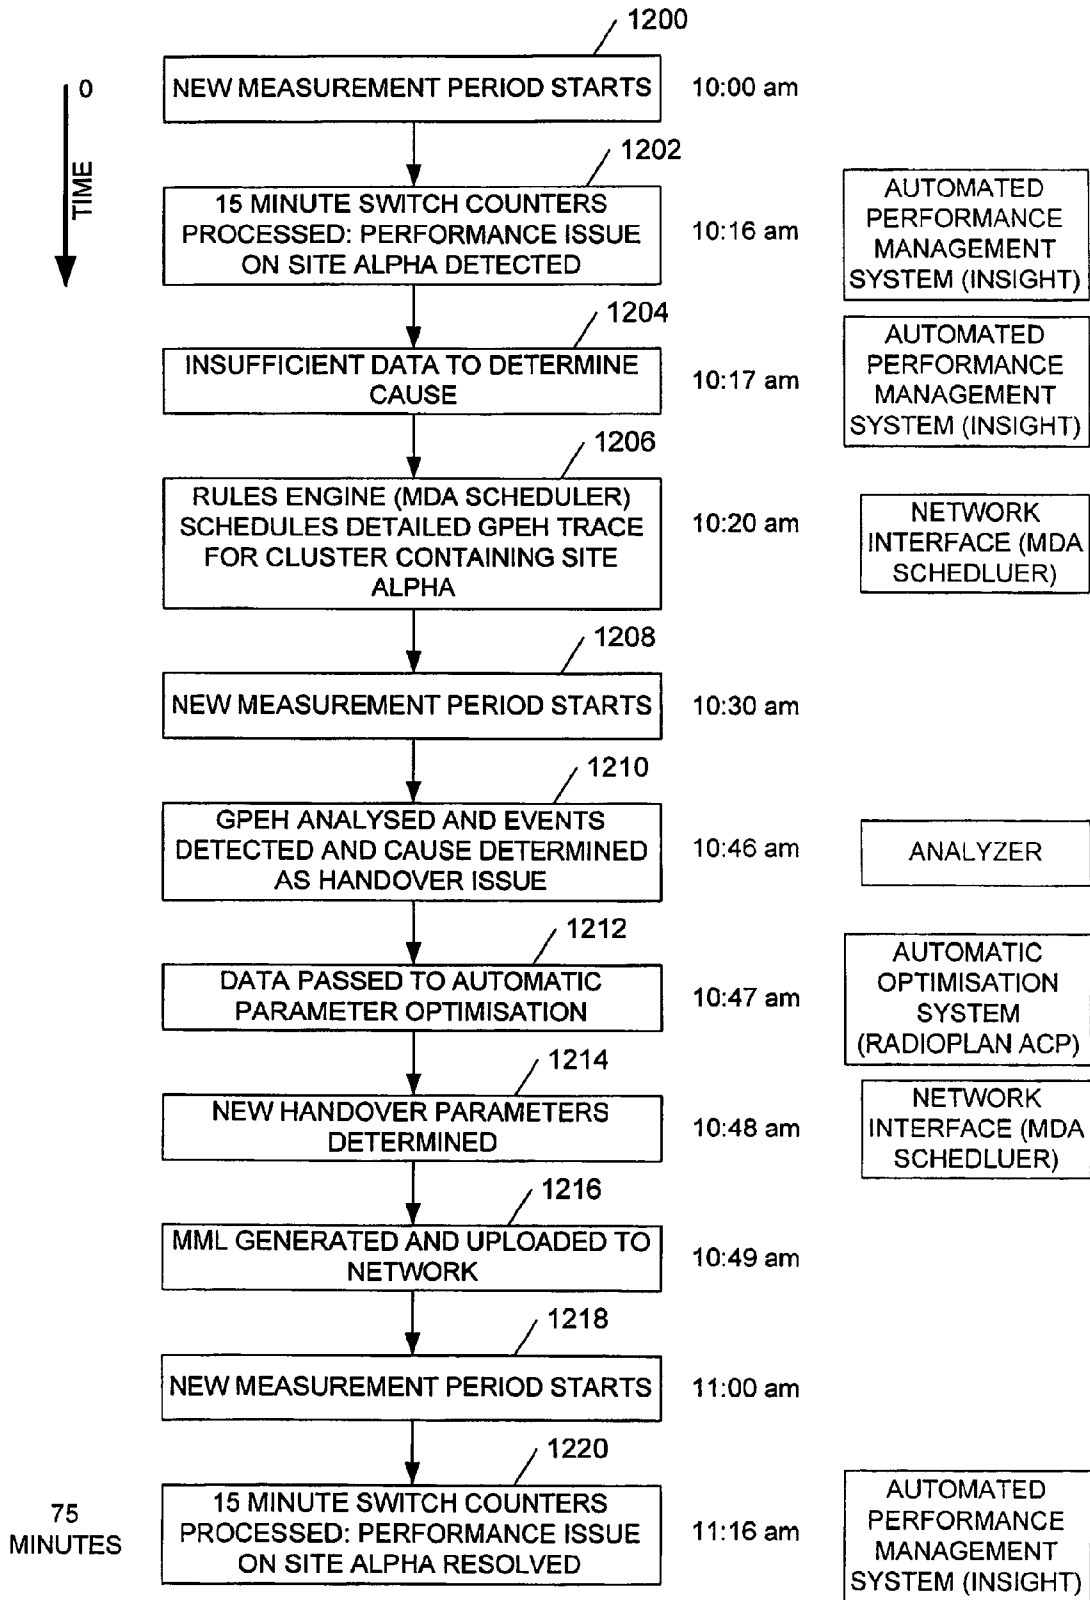 1200
0
NEW MEASUREMENT PERIOD STARTS
10:00 am
TIME
1202
15 MINUTE SWITCH COUNTERS
PROCESSED: PERFORMANCE ISSUE
ON SITE ALPHA DETECTED
10:16 am
AUTOMATED
PERFORMANCE
MANAGEMENT
SYSTEM (INSIGHT)
1204
INSUFFICIENT DATA TO DETERMINE
CAUSE
10:17 am
AUTOMATED
PERFORMANCE
MANAGEMENT
SYSTEM (INSIGHT)
1206
RULES ENGINE (MDA SCHEDULER)
SCHEDULES DETAILED GPEH TRACE
FOR CLUSTER CONTAINING SITE
ALPHA
10:20 am
NETWORK
INTERFACE (MDA
SCHEDLUER)
1208
NEW MEASUREMENT PERIOD STARTS
10:30 am
1210
GPEH ANALYSED AND EVENTS
DETECTED AND CAUSE DETERMINED
AS HANDOVER ISSUE
10:46 am
ANALYZER
1212
DATA PASSED TO AUTOMATIC
PARAMETER OPTIMISATION
10:47 am
AUTOMATIC
OPTIMISATION
SYSTEM
(RADIOPLAN ACP)
1214
NEW HANDOVER PARAMETERS
DETERMINED
10:48 am
NETWORK
INTERFACE (MDA
SCHEDLUER)
1216
MML GENERATED AND UPLOADED TO
NETWORK
10:49 am
1218
NEW MEASUREMENT PERIOD STARTS
11:00 am
1220
75
MINUTES
15 MINUTE SWITCH COUNTERS
PROCESSED: PERFORMANCE ISSUE
ON SITE ALPHA RESOLVED
11:16 am
AUTOMATED
PERFORMANCE
MANAGEMENT
SYSTEM (INSIGHT)